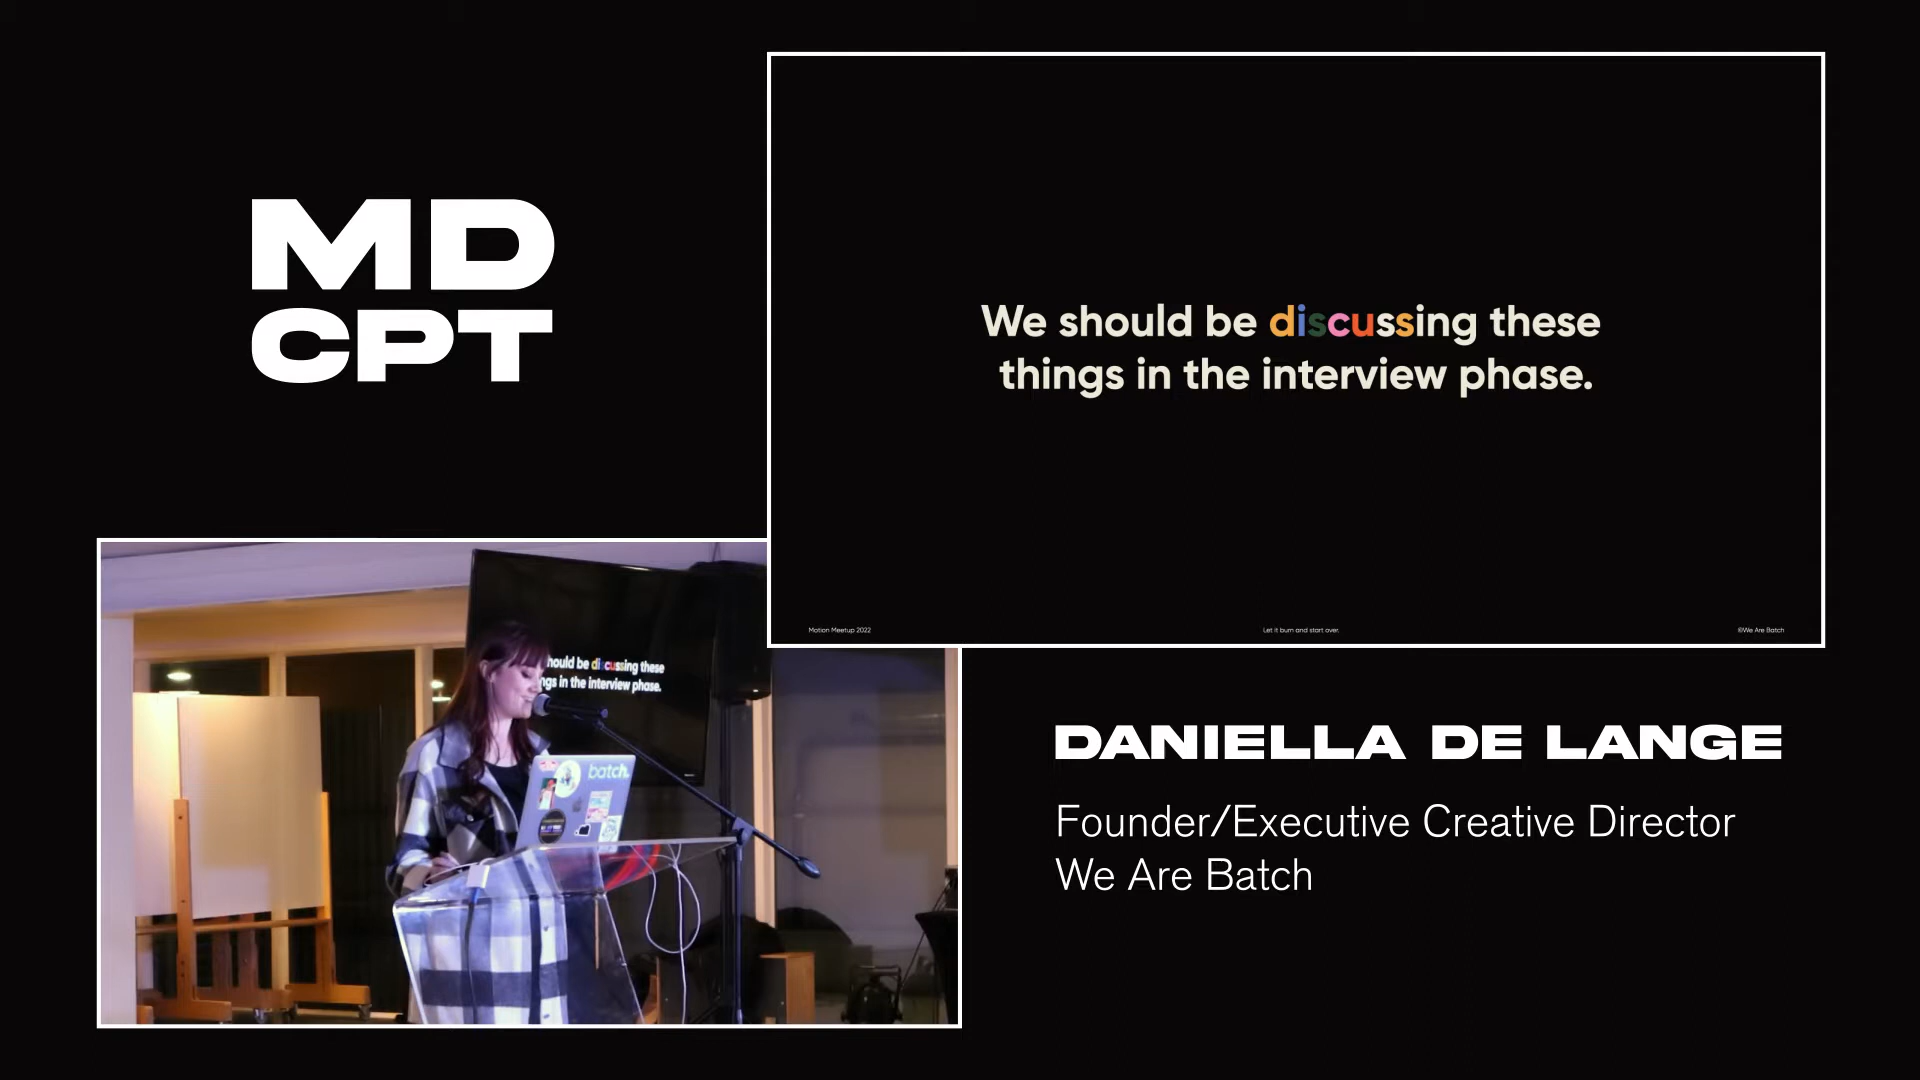 MD
CPT
We should be discussing these
things in the interview phase.
Motion Meetup 2022
Let it burn and start over.
©We Are Batch
hould be discussing these
ngs in the interview phase.
batch.
DANIELLA DE LANGE
Founder/Executive Creative Director
We Are Batch